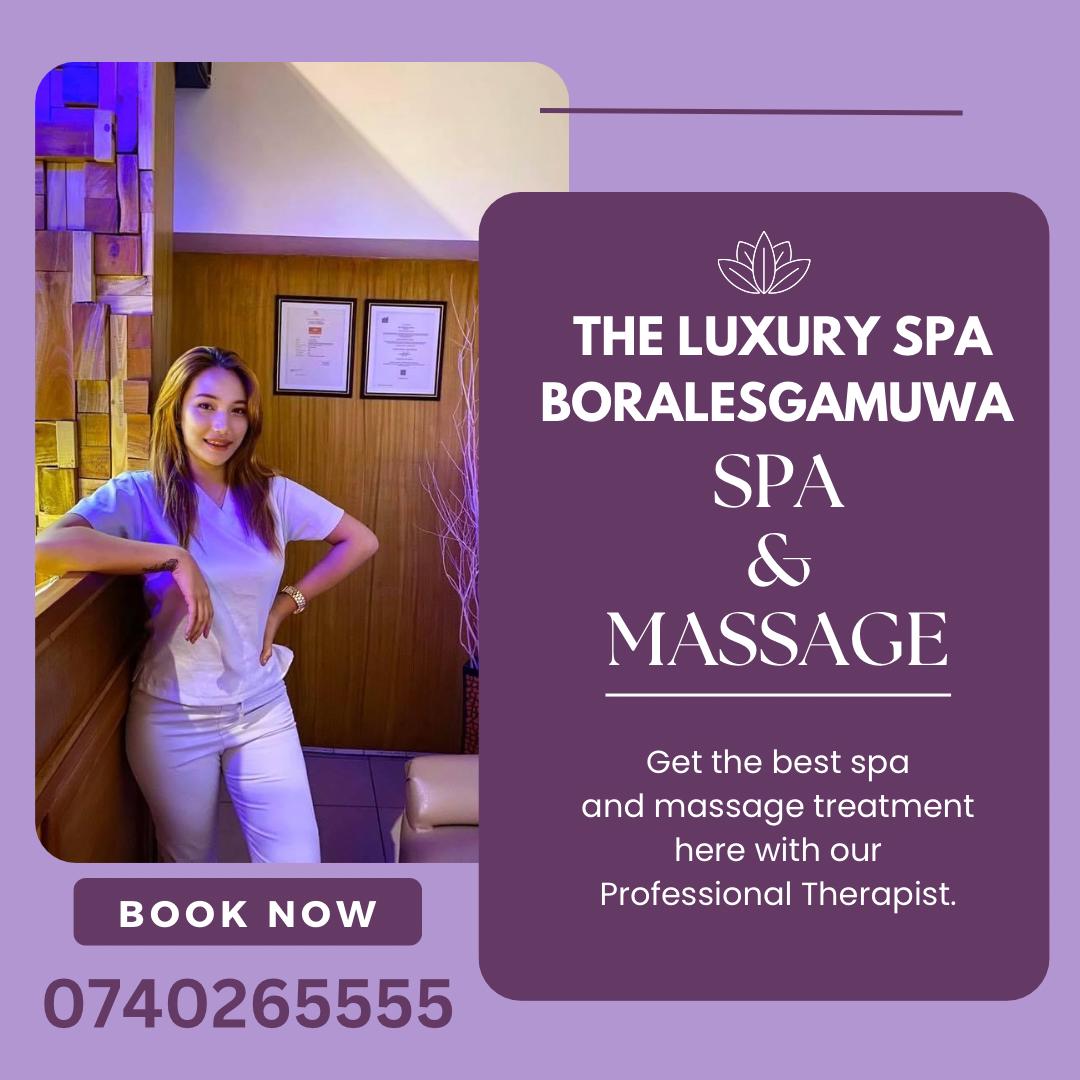 THE LUXURY SPA
BORALESGAMUWA
SPA
&
MASSAGE
Get the best spa
and massage treatment
here with our
Professional Therapist.
BOOK NOW
0740265555